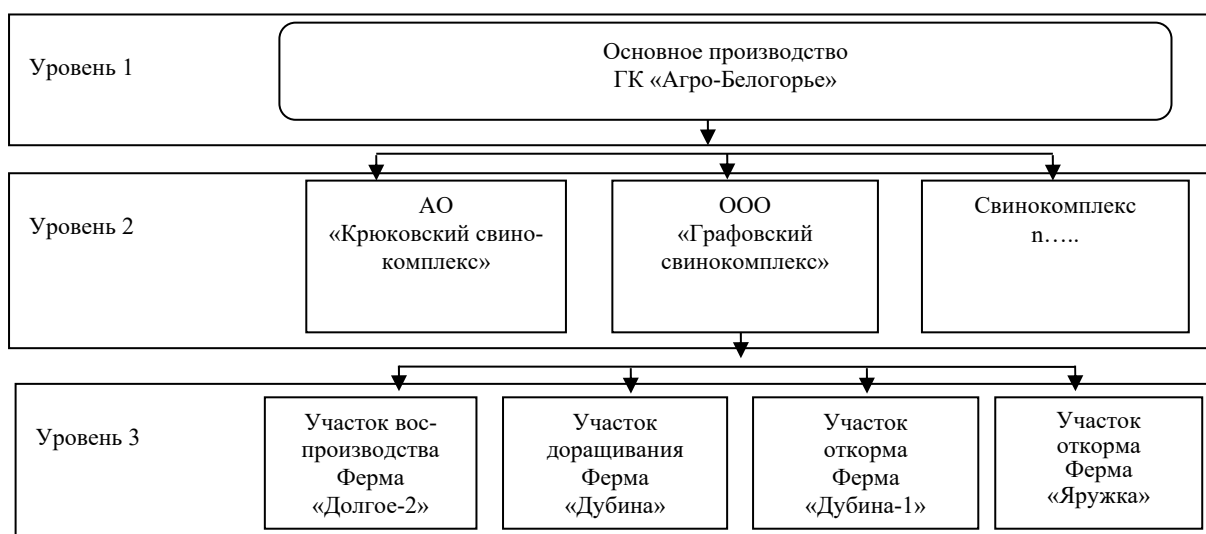 Уровень 1
Основное производство
ГК «Агро-Белогорье»
Уровень 2
АО
«Крюковский свино-
комплекс»
ООО
«Графовский
свинокомплекс»
Свинокомплекс
n…..
Уровень 3
Участок вос-
производства
Ферма
«Долгое-2»
Участок
доращивания
Ферма
«Дубина»
Участок
откорма
Ферма
«Дубина-1»
Участок
откорма
Ферма
«Яружка»